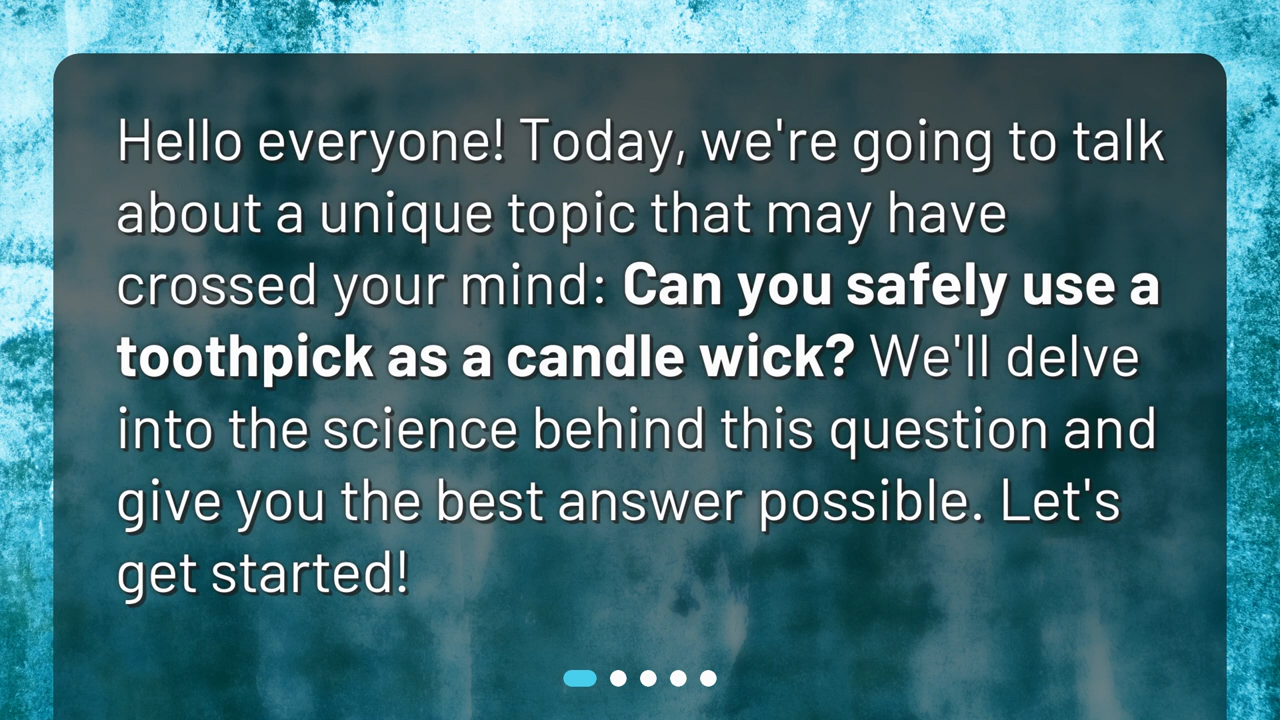 Hello everyone! Today, we're going to talk
about a unique topic that may have
crossed your mind: Can you safely use a
toothpick as a candle wick? We'll delve
into the science behind this question and
give you the best answer possible. Let's
get started!